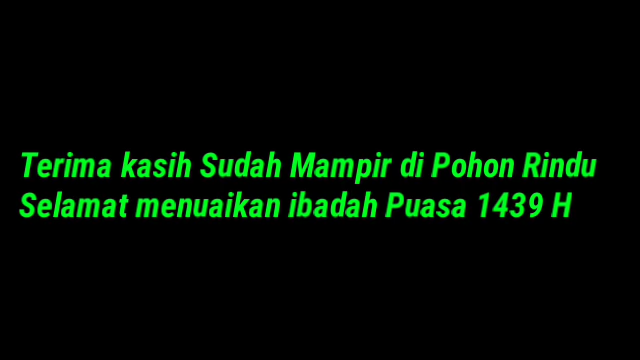 Terima kasih Sudah Mampir di Pohon Rindu
Selamat menuaikan ibadah Puasa 1439 H